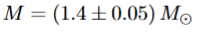 M = (1.4 ± 0.05) M⊙